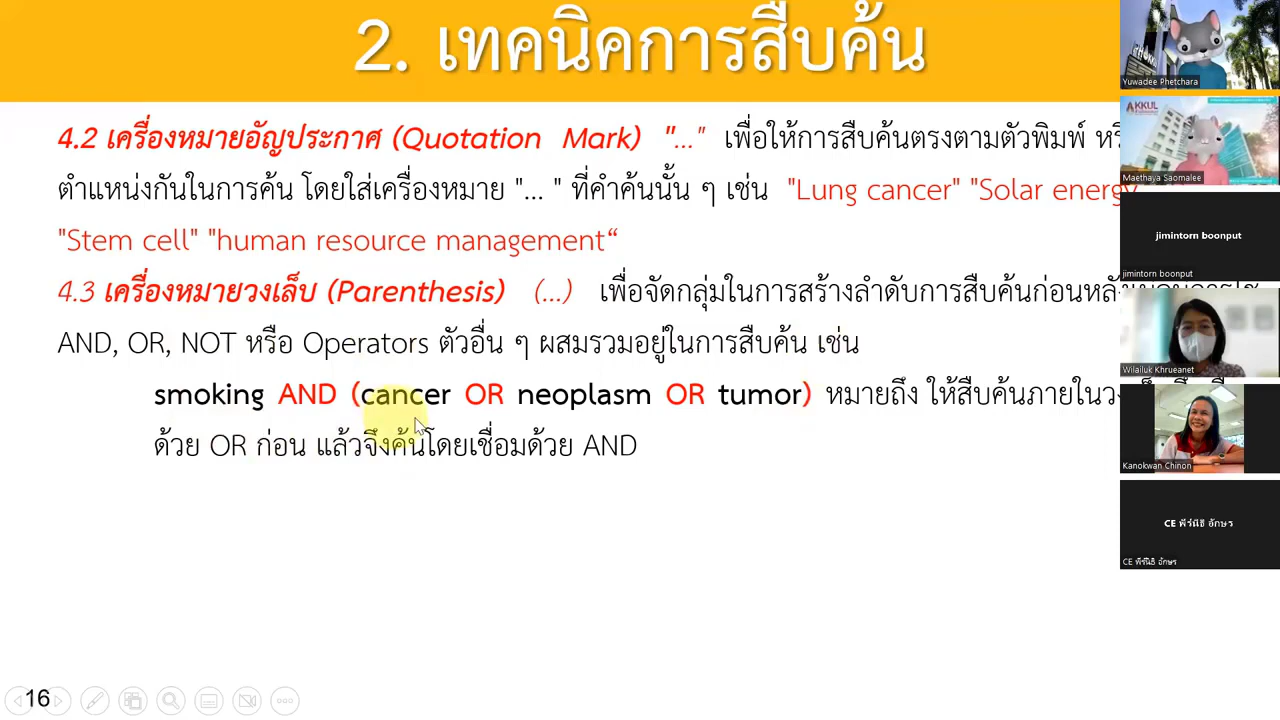 2. เทคนิคการสืบค้น
4.2 เครื่องหมายอัญประกาศ (Quotation Mark) "..." เพื่อให้การสืบค้นตรงตามตัวพิมพ์
ตำแหน่งกันในการค้น โดยใส่เครื่องหมาย "... " ที่คำค้นนั้น ๆ เช่น "Lung cancer" "Solar energy
"Stem cell" "human resource management“
4.3 เครื่องหมายวงเล็บ (Parenthesis) (...) เพื่อจัดกลุ่มในการสร้างลำดับการสืบค้นก่อน
AND, OR, NOT หรือ Operators ตัวอื่น ๆ ผสมรวมอยู่ในการสืบค้น เช่น
smoking AND (cancer OR neoplasm OR tumor) หมายถึง ให้สืบค้นภายใน
ด้วย OR ก่อน แล้วจึงค้นโดยเชื่อมด้วย AND
16
Yuwadee Phetchara
KKUL
Maethaya Saomalee
jimintorn boonput
jimintorn boonput
Wilailuk Khrueanet
Kanokwan Chinon
CE พีร์นิธิ อักษร
CE พีร์นิธิ อักษร